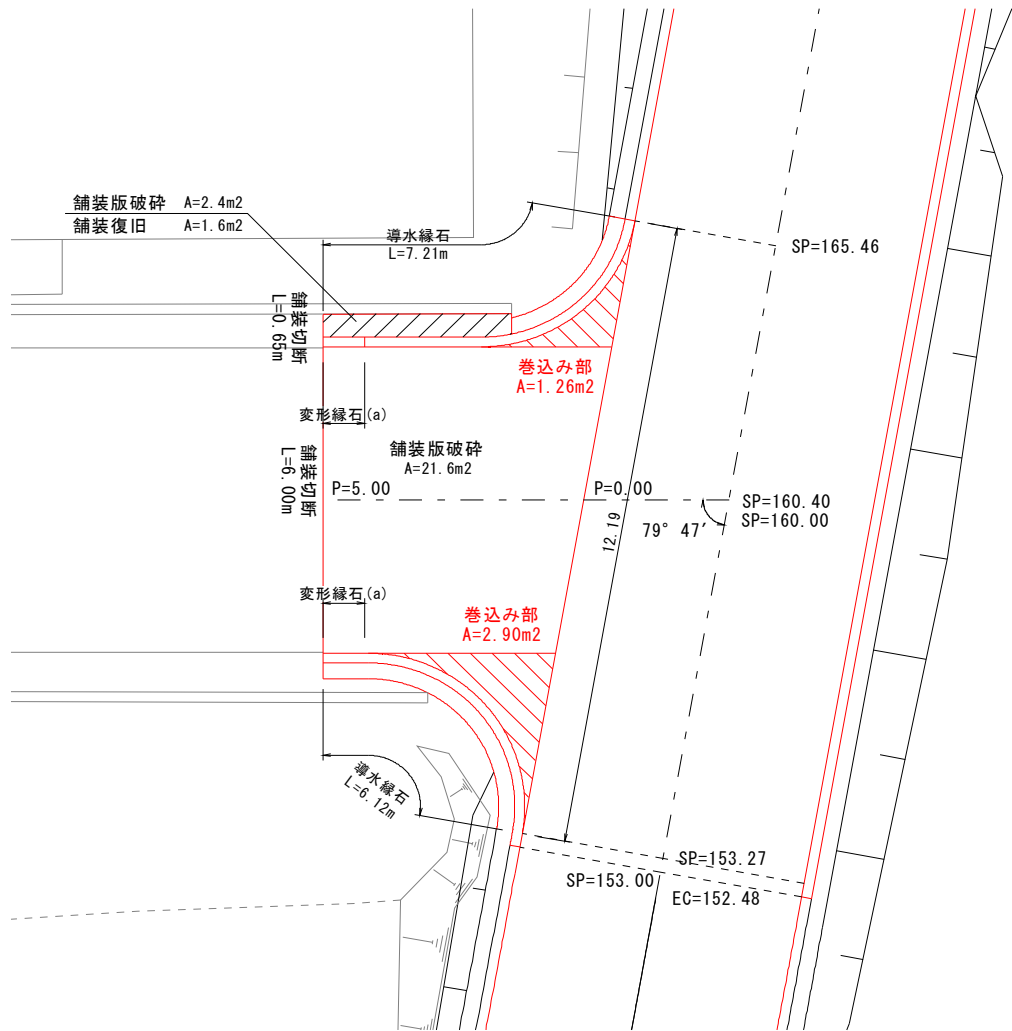 舗装版破砕 A=2.4m2
舗装復旧 A=1.6m2
導水縁石
L=7.21m
SP=165.46
舗装切断
L=0.65m
巻込み部
A=1.26m2
変形縁石(a)
舗装版破砕
A=21.6m2
舗装切断
L=6.00m
P=5.00
P=0.00
SP=160.40
SP=160.00
12.19
79° 47′
変形縁石(a)
巻込み部
A=2.90m2
導水縁石
L=6.12m
SP=153.27
SP=153.00
EC=152.48